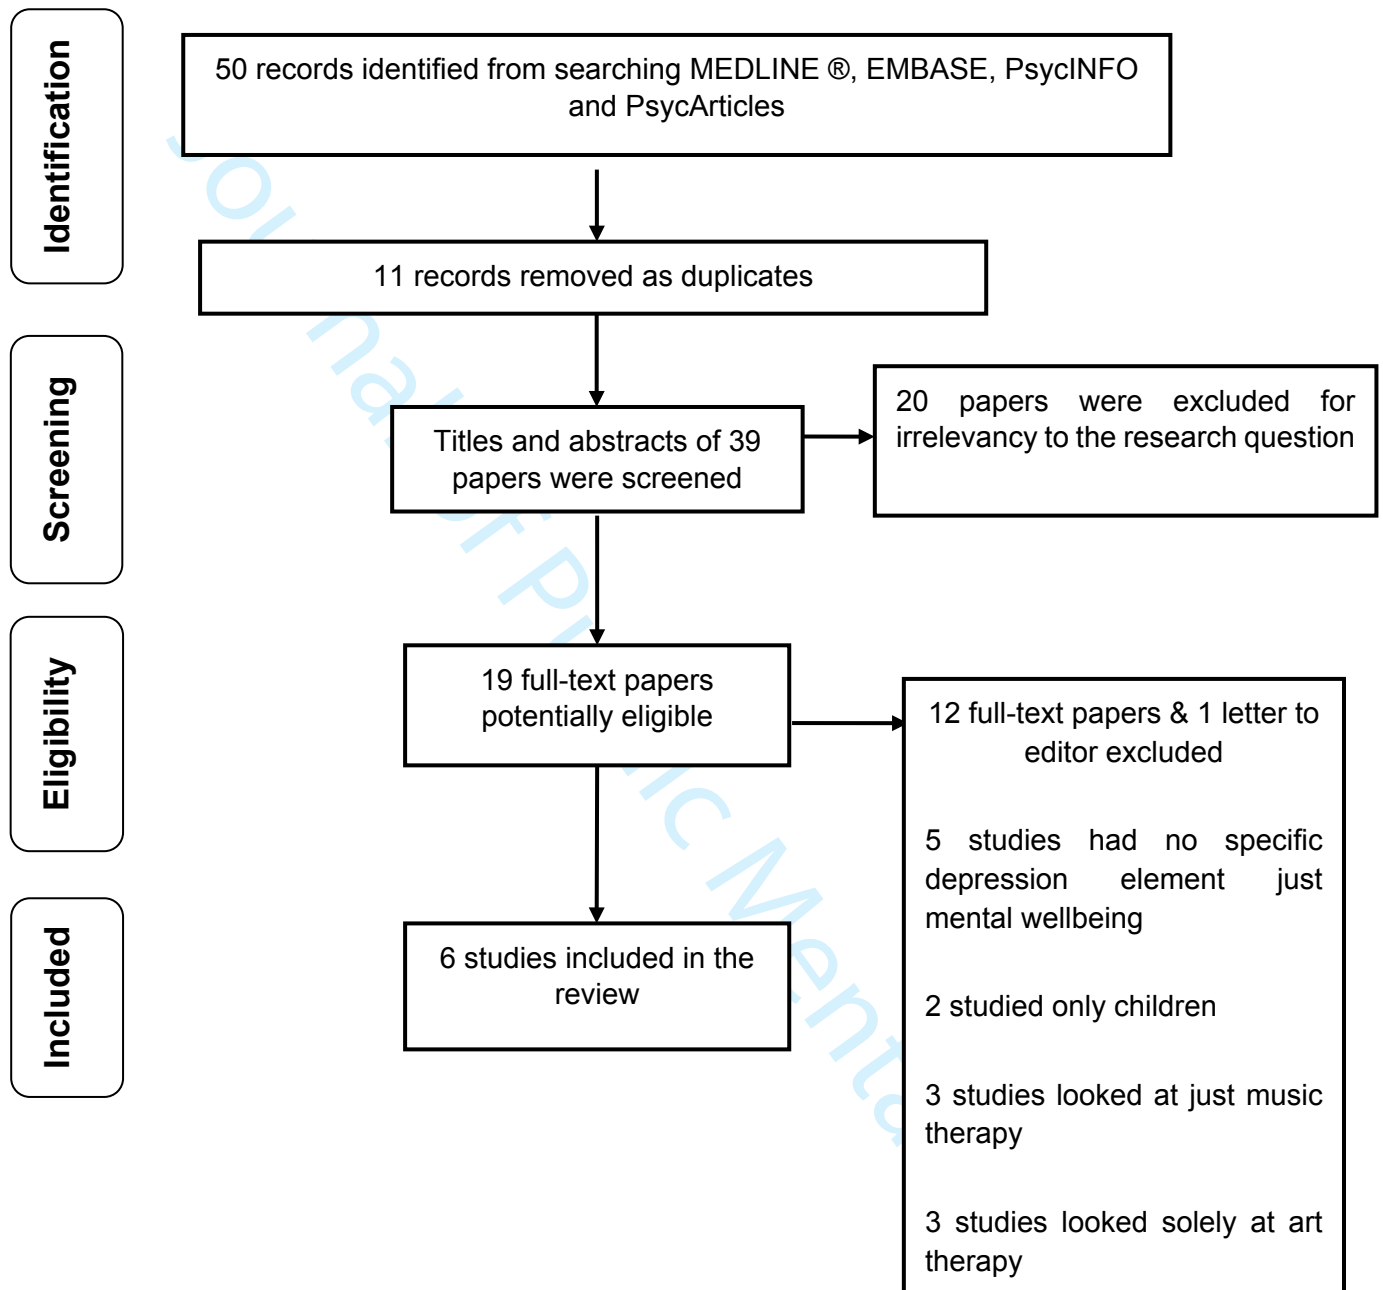 Identification
50 records identified from searching MEDLINE ®, EMBASE, PsycINFO
and PsycArticles
11 records removed as duplicates
Screening
Titles and abstracts of 39
papers were screened
20 papers were excluded for
irrelevancy to the research question
Eligibility
19 full-text papers
potentially eligible
12 full-text papers & 1 letter to
editor excluded
5 studies had no specific
depression element just
mental wellbeing
2 studied only children
3 studies looked at just music
therapy
3 studies looked solely at art
therapy
Included
6 studies included in the
review
Journal of Public Menta